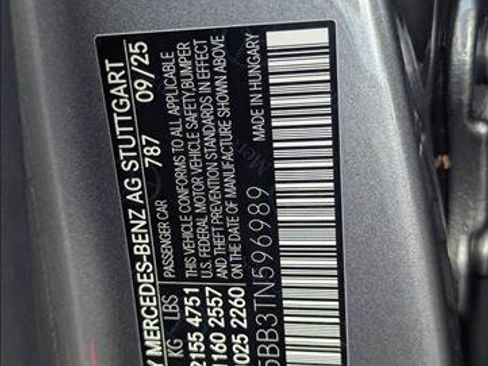 Y MERCEDES-BENZ AG STUTTGART
787 09/25
KG LBS PASSENGER CAR
2155 4751 THIS VEHICLE CONFORMS TO ALL APPLICABLE
U.S. FEDERAL MOTOR VEHICLE SAFETY,BUMPER
1160 2557 AND THEFT PREVENTION STANDARDS IN EFFECT
1025 2260 ON THE DATE OF MANUFACTURE SHOWN ABOVE
MADE IN HUNGARY
5BB3TN596989